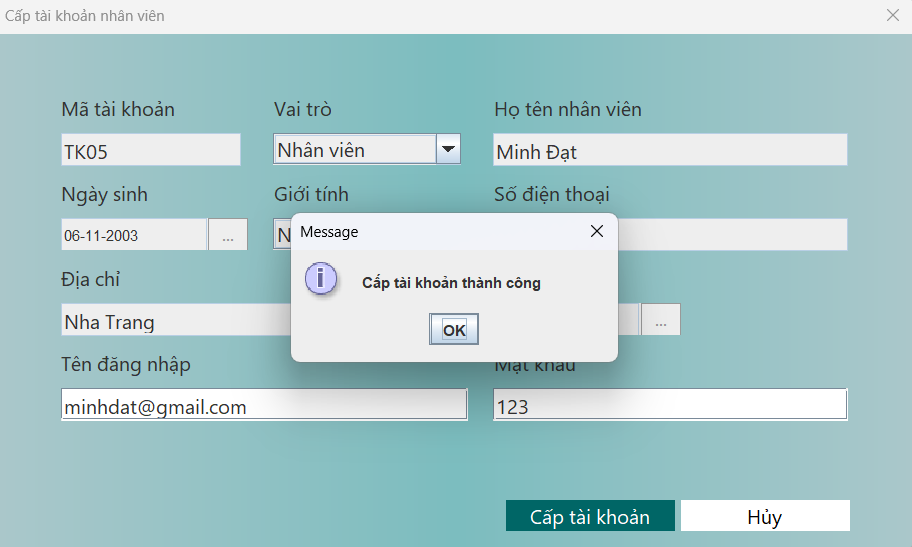 Cấp tài khoản nhân viên
Mã tài khoản
Vai trò
Họ tên nhân viên
TK05
Nhân viên
Minh Đạt
Ngày sinh
Giới tính
Số điện thoại
06-11-2003
...
N
Message
Địa chỉ
Cấp tài khoản thành công
Nha Trang
...
OK
Tên đăng nhập
Mật khẩu
minhdat@gmail.com
123
Cấp tài khoản
Hủy